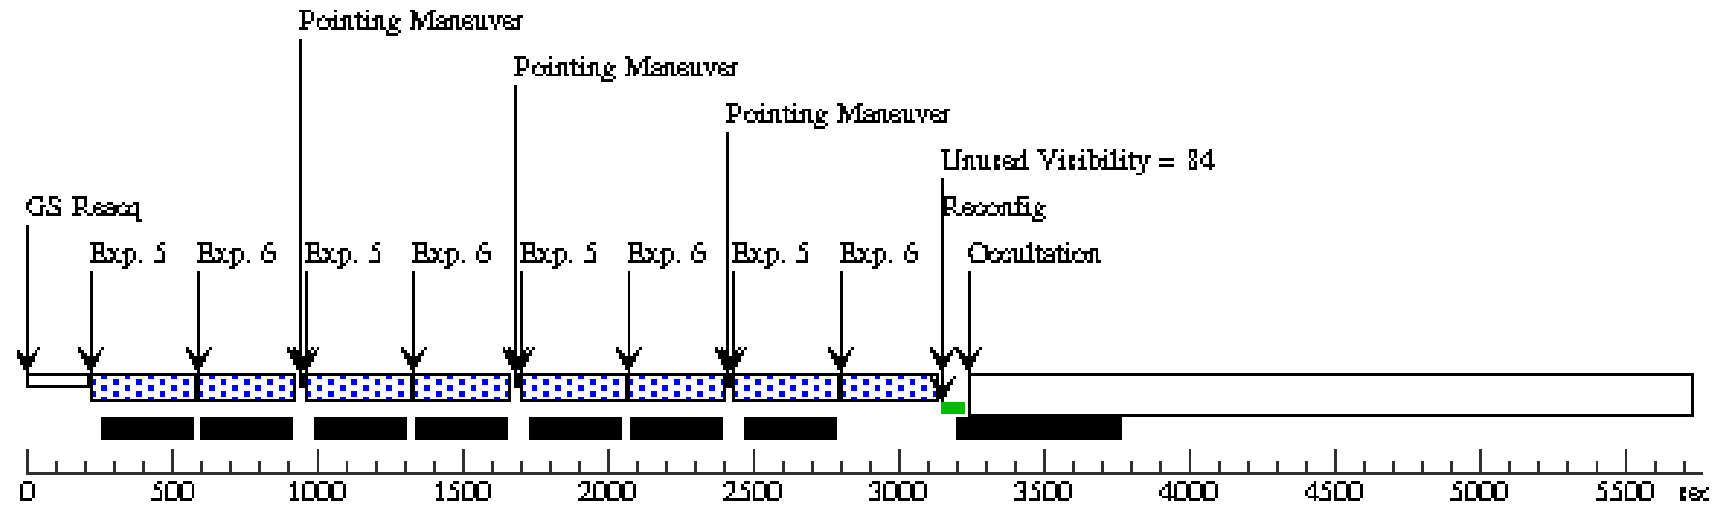 Pointing Maneuver
Pointing Maneuver
Pointing Maneuver
Unused Visibility = 84
GS Reacq
Reconfig
Exp. 5 Exp. 6 Exp. 5 Exp. 6 Exp. 5 Exp. 6 Exp. 5 Exp. 6 Occultation
0 500 1000 1500 2000 2500 3000 3500 4000 4500 5000 5500 sec